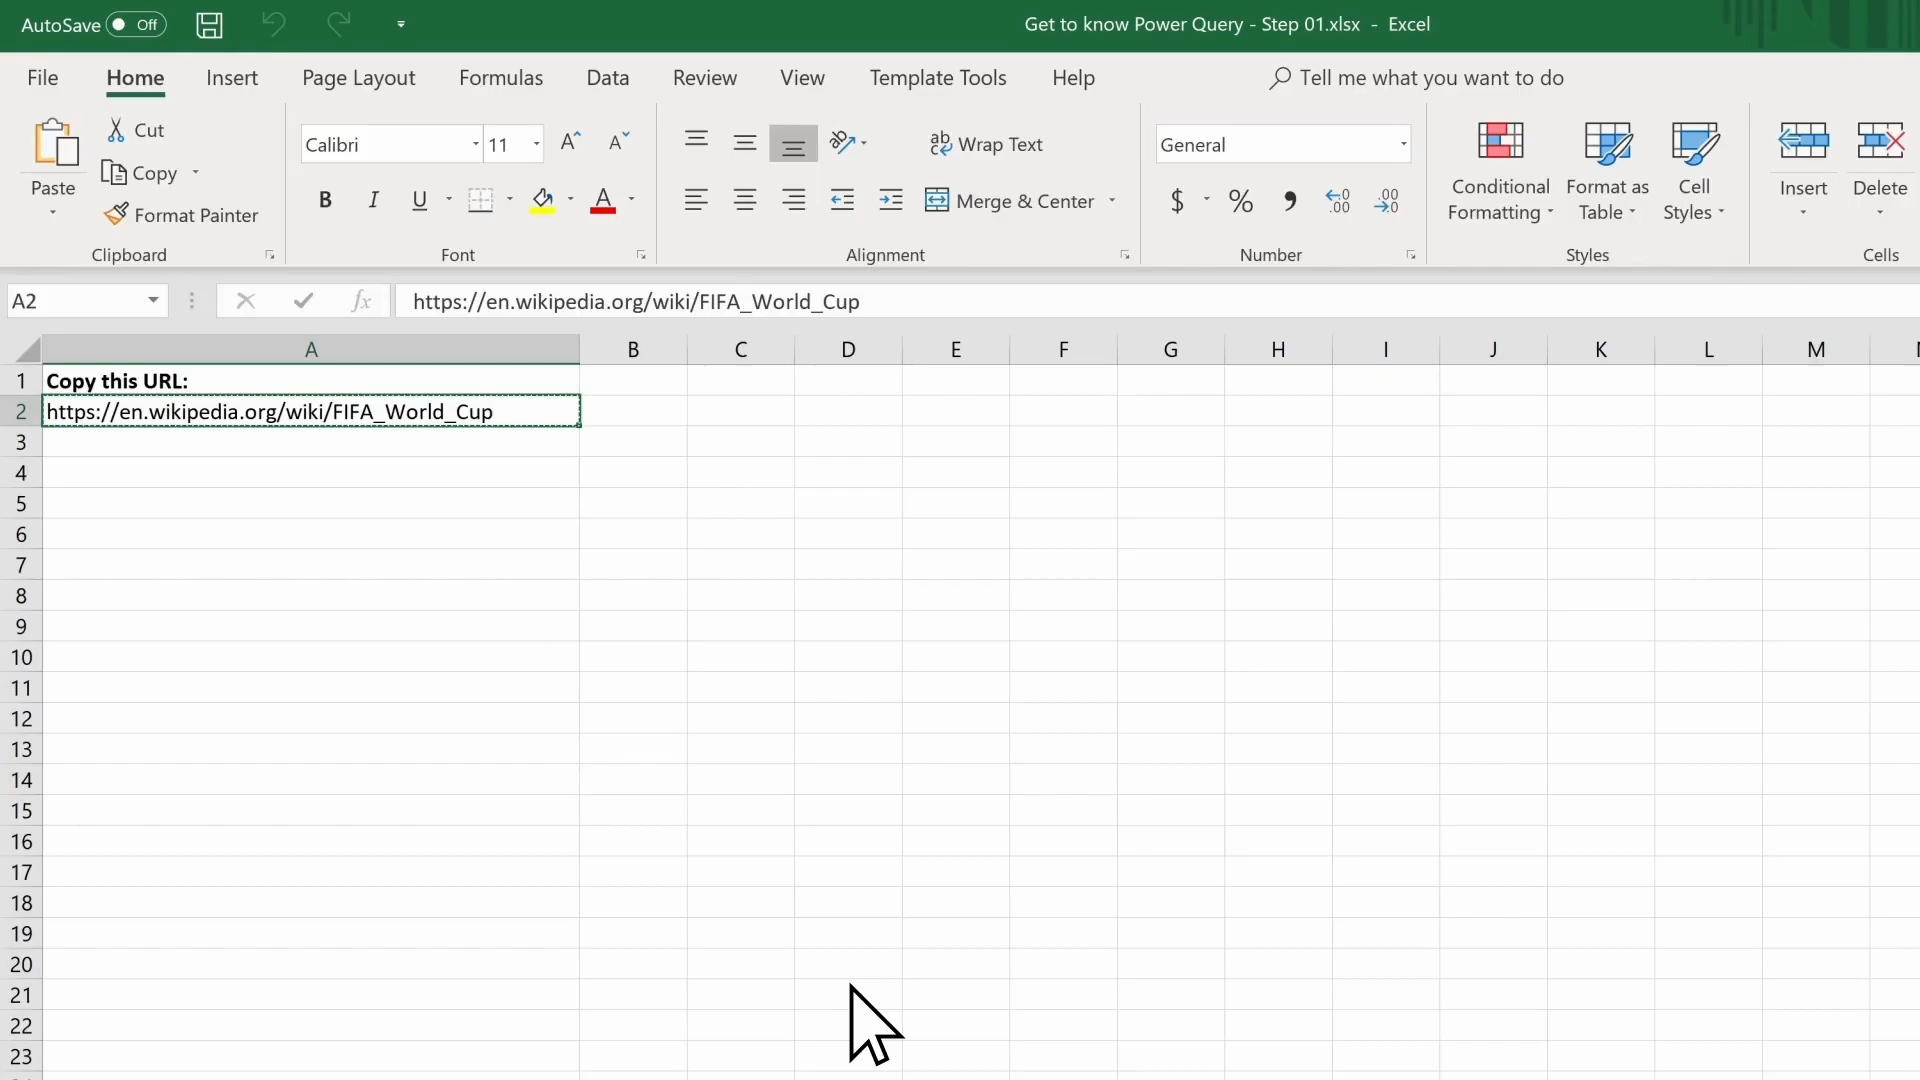 AutoSave Off Get to know Power Query - Step 01.xlsx - Excel
File Home Insert Page Layout Formulas Data Review View Template Tools Help Tell me what you want to do
Paste
Cut
Copy
Format Painter
Clipboard
Calibri 11
B I U A
Font
Wrap Text
Merge & Center
Alignment
General
$ % , .00 .00
Number
Conditional Formatting
Format as Table
Cell Styles
Styles
Insert
Delete
Cells
A2 fx https://en.wikipedia.org/wiki/FIFA_World_Cup
A B C D E F G H I J K L M
1 Copy this URL:
2 https://en.wikipedia.org/wiki/FIFA_World_Cup
3
4
5
6
7
8
9
10
11
12
13
14
15
16
17
18
19
20
21
22
23